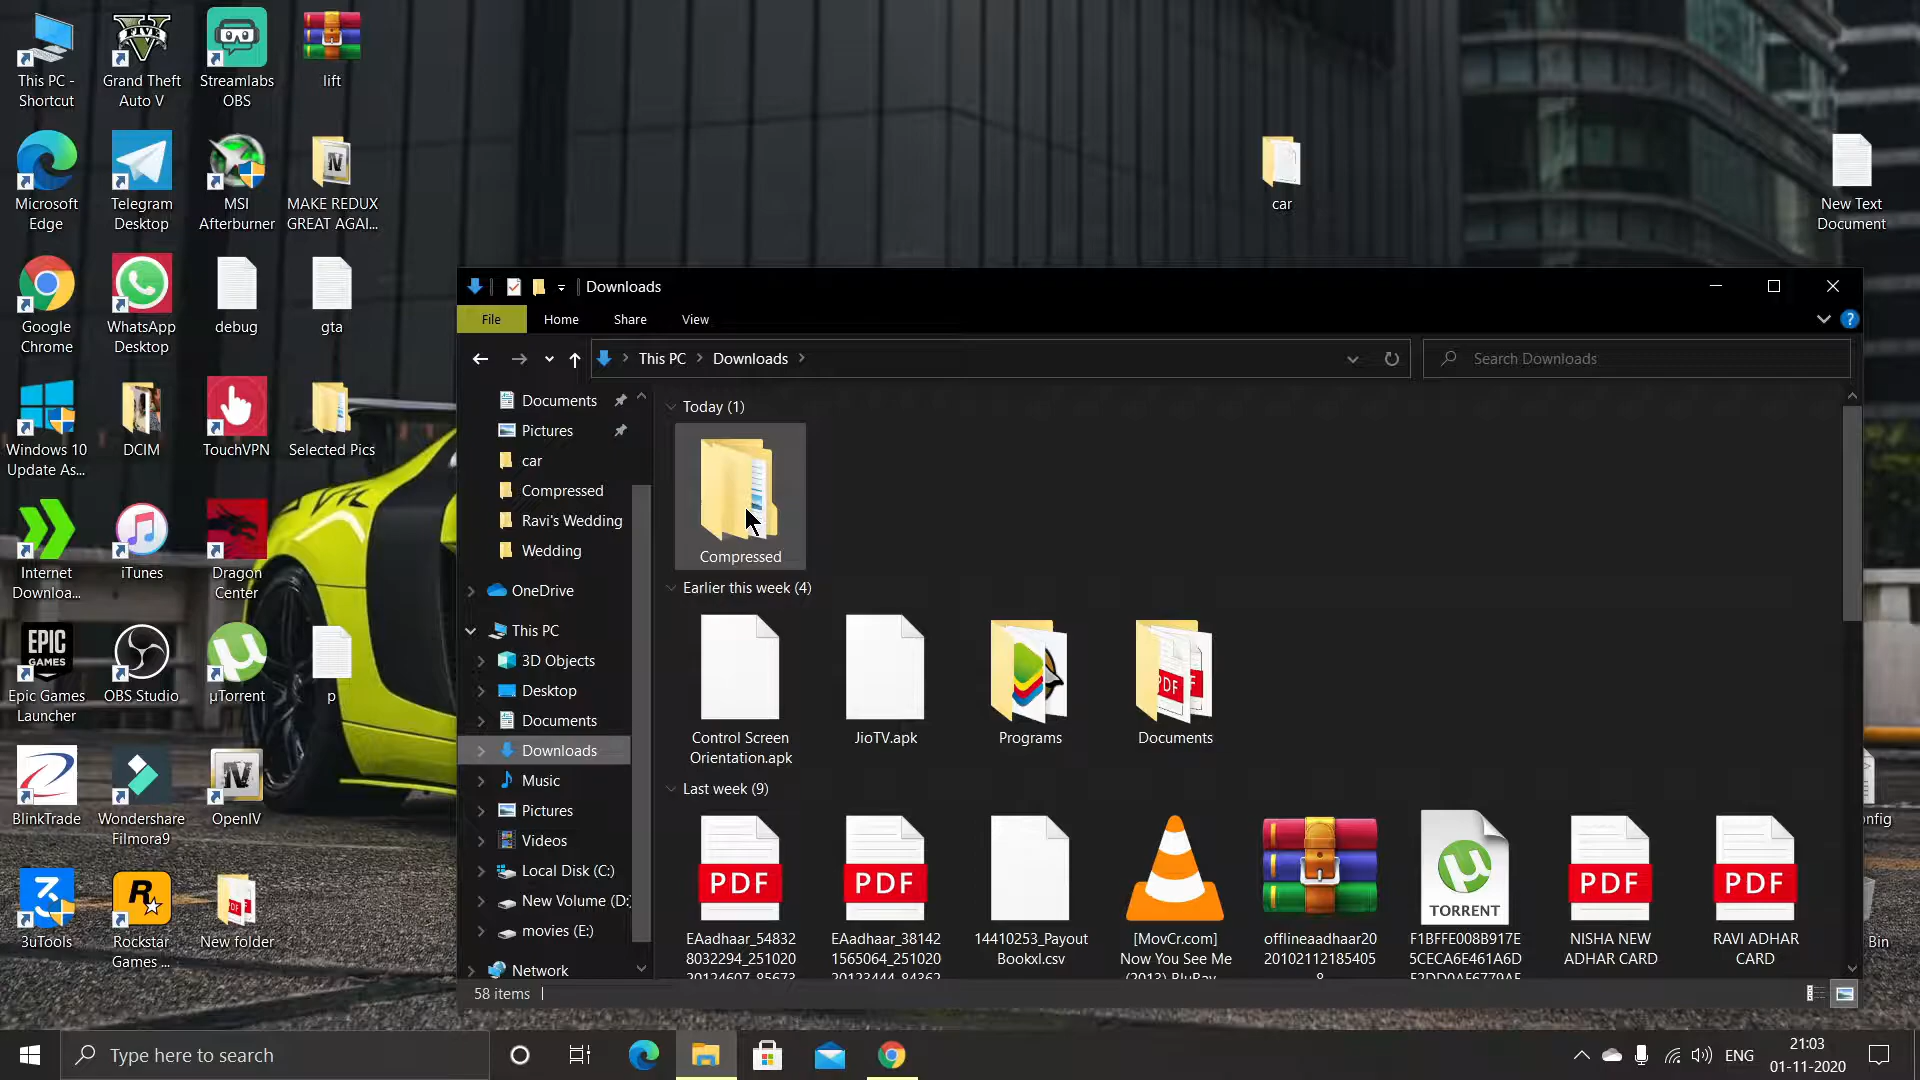 This PC -
Shortcut
Grand Theft
Auto V
Streamlabs
OBS
lift
Microsoft
Edge
Telegram
Desktop
MSI
Afterburner
MAKE REDUX
GREAT AGAI...
car
New Text
Document
Google
Chrome
WhatsApp
Desktop
debug
gta
Windows 10
Update As...
DCIM
TouchVPN
Selected Pics
Internet
Downloa...
iTunes
Dragon
Center
EPIC
GAMES
Epic Games
Launcher
OBS Studio
µTorrent
p
BlinkTrade
Wondershare
Filmora9
OpenIV
3uTools
Rockstar
Games ...
New folder
Downloads
File
Home
Share
View
This PC
Downloads
Search Downloads
Documents
Pictures
car
Compressed
Ravi's Wedding
Wedding
OneDrive
This PC
3D Objects
Desktop
Documents
Downloads
Music
Pictures
Videos
Local Disk (C:)
New Volume (D:
movies (E:)
Network
Today (1)
Compressed
Earlier this week (4)
Control Screen
Orientation.apk
JioTV.apk
Programs
PDF
Documents
Last week (9)
PDF
EAadhaar_54832
8032294_251020
PDF
EAadhaar_38142
1565064_251020
14410253_Payout
Bookxl.csv
[MovCr.com]
Now You See Me
(2013) BluRay
offlineaadhaar20
20102112185405
8
TORRENT
F1BFFE008B917E
5CECA6E461A6D
PDF
NISHA NEW
ADHAR CARD
PDF
RAVI ADHAR
CARD
nfig
Bin
58 items
Type here to search
ENG
21:03
01-11-2020